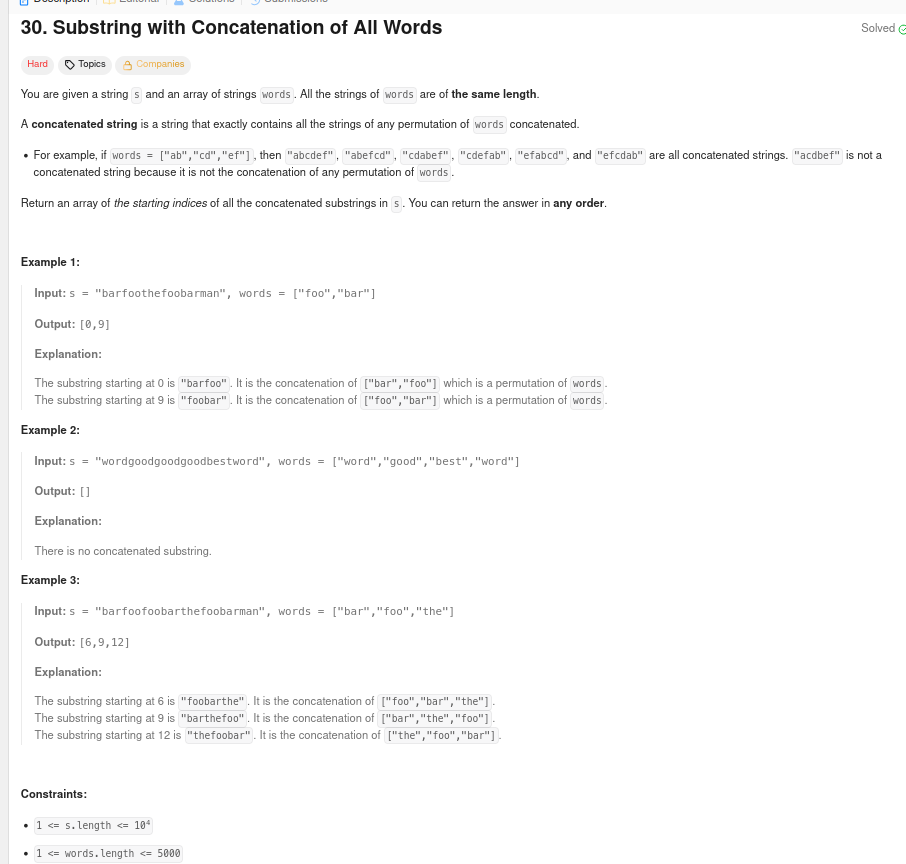 Description Editorial Solutions Submissions
30. Substring with Concatenation of All Words
Solved
Hard Topics Companies
You are given a string s and an array of strings words. All the strings of words are of the same length.
A concatenated string is a string that exactly contains all the strings of any permutation of words concatenated.
• For example, if words = ["ab","cd","ef"], then "abcdef", "abefcd", "cdabef", "cdefab", "efabcd", and "efcdab" are all concatenated strings. "acdbef" is not a
concatenated string because it is not the concatenation of any permutation of words.
Return an array of the starting indices of all the concatenated substrings in s. You can return the answer in any order.
Example 1:
Input: s = "barfoothefoobarman", words = ["foo","bar"]
Output: [0,9]
Explanation:
The substring starting at 0 is "barfoo". It is the concatenation of ["bar","foo"] which is a permutation of words.
The substring starting at 9 is "foobar". It is the concatenation of ["foo","bar"] which is a permutation of words.
Example 2:
Input: s = "wordgoodgoodgoodbestword", words = ["word","good","best","word"]
Output: []
Explanation:
There is no concatenated substring.
Example 3:
Input: s = "barfoofoobarthefoobarman", words = ["bar","foo","the"]
Output: [6,9,12]
Explanation:
The substring starting at 6 is "foobarthe". It is the concatenation of ["foo","bar","the"].
The substring starting at 9 is "barthefoo". It is the concatenation of ["bar","the","foo"].
The substring starting at 12 is "thefoobar". It is the concatenation of ["the","foo","bar"].
Constraints:
• 1 <= s.length <= 10⁴
• 1 <= words.length <= 5000